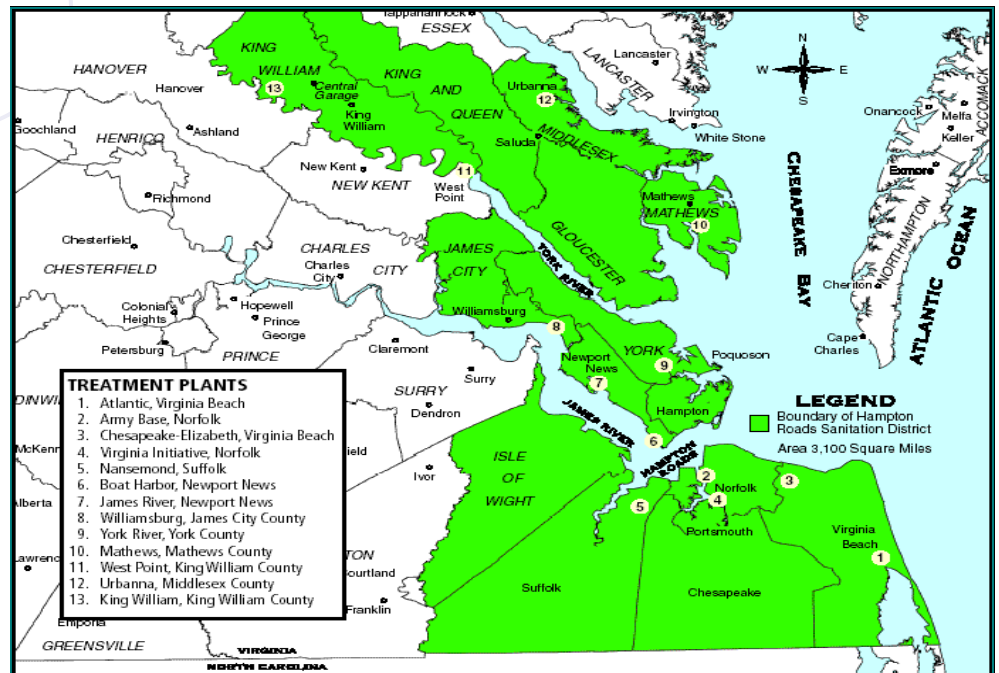 Tappahannock
ESSEX
KING
HANOVER
WILLIAM
KING
Lancaster
LANCASTER
N
W
E
S
Hanover
13
Central
Garage
AND
Urbanna
12
Onancock
Melfa
Keller
ACCOMACK
Goochland
Ashland
King
William
QUEEN
Irvington
White Stone
HENRICO
MIDDLESEX
Saluda
New Kent
NEW KENT
11
West
Point
Exmore
CHESAPEAKE BAY
Richmond
Mathews
MATHEWS
10
NORTHAMPTON
Chesterfield
CHESTERFIELD
CHARLES
CITY
Charles
City
JAMES
CITY
GLOUCESTER
YORK RIVER
ATLANTIC OCEAN
Cheriton
Colonial
Heights
Hopewell
Prince
George
Williamsburg
8
Cape
Charles
Petersburg
PRINCE
Claremont
Newport
News
7
YORK
9
Poquoson
Surry
SURRY
Dendron
JAMES RIVER
Hampton
6
HAMPTON
ROADS
LEGEND
Boundary of Hampton
Roads Sanitation District
Area 3,100 Square Miles
TREATMENT PLANTS
1. Atlantic, Virginia Beach
2. Army Base, Norfolk
3. Chesapeake-Elizabeth, Virginia Beach
4. Virginia Initiative, Norfolk
5. Nansemond, Suffolk
6. Boat Harbor, Newport News
7. James River, Newport News
8. Williamsburg, James City County
9. York River, York County
10. Mathews, Mathews County
11. West Point, King William County
12. Urbanna, Middlesex County
13. King William, King William County
DINWI
McKenn
field
Alberta
Lawrenc
TON
Courtland
Ivor
ISLE
OF
WIGHT
2
Norfolk
3
4
5
Portsmouth
Virginia
Beach
1
Suffolk
Chesapeake
Franklin
Emporia
GREENSVILLE
VIRGINIA
NORTH CAROLINA